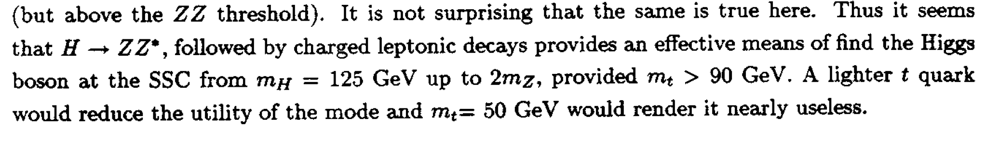 (but above the ZZ threshold). It is not surprising that the same is true here. Thus it seems
that H → ZZ*, followed by charged leptonic decays provides an effective means of find the Higgs
boson at the SSC from m_H = 125 GeV up to 2m_Z, provided m_t > 90 GeV. A lighter t quark
would reduce the utility of the mode and m_t= 50 GeV would render it nearly useless.